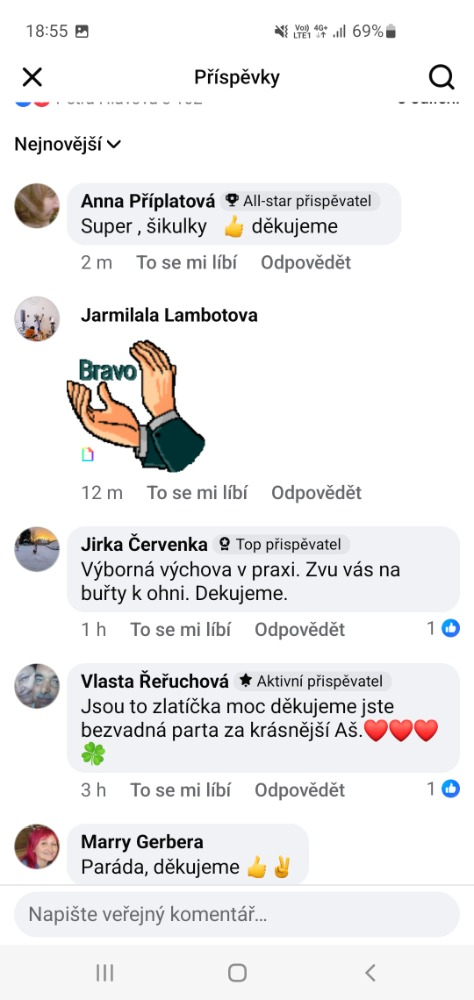 18:55
Vo) 4G+
LTE1 69%
Příspěvky
Nejnovější
Anna Příplatová All-star přispěvatel
Super , šikulky 👍 děkujeme
2 m To se mi líbí Odpovědět
Jarmilala Lambotova
Bravo
12 m To se mi líbí Odpovědět
Jirka Červenka Top přispěvatel
Výborná výchova v praxi. Zvu vás na
buřty k ohni. Dekujeme.
1 h To se mi líbí Odpovědět 1
Vlasta Řeřuchová Aktivní přispěvatel
Jsou to zlatíčka moc děkujeme jste
bezvadná parta za krásnější Aš.❤️❤️❤️
🍀
3 h To se mi líbí Odpovědět 1
Marry Gerbera
Paráda, děkujeme 👍✌️
Napište veřejný komentář...